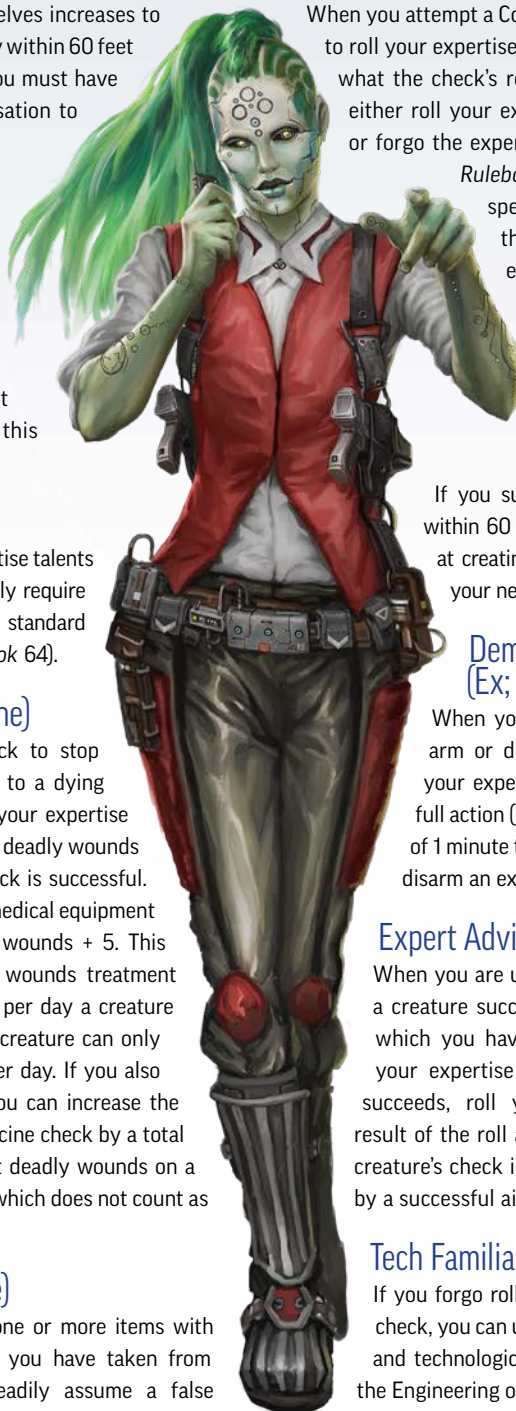 elves increases to
within 60 feet
ou must have
sation to
t
this
tise talents
ly require
standard
ok 64).
ne)
ck to stop
to a dying
your expertise
deadly wounds
ck is successful.
medical equipment
wounds + 5. This
wounds treatment
per day a creature
creature can only
er day. If you also
ou can increase the
cine check by a total
t deadly wounds on a
which does not count as
)
one or more items with
you have taken from
eadily assume a false
When you attempt a Co
to roll your expertise
what the check's re
either roll your ex
or forgo the exper
Ruleb
spe
th
e
If you su
within 60
at creatin
your ne
Dem
(Ex;
When yo
arm or d
your expe
full action (
of 1 minute t
disarm an ex
Expert Advi
When you are u
a creature succ
which you hav
your expertise
succeeds, roll y
result of the roll a
creature's check i
by a successful ai
Tech Familia
If you forgo roll
check, you can u
and technologic
the Engineering o